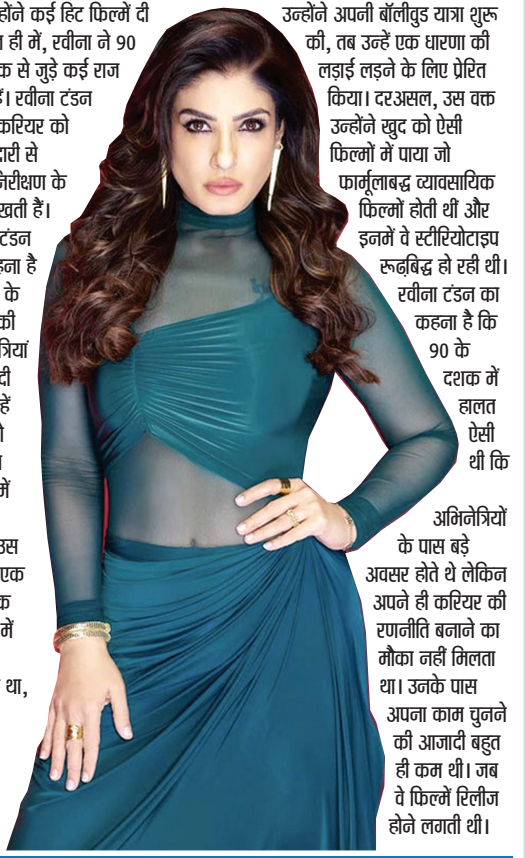 होंने कई हिट फिल्में दी
ही में, रवीना ने 90
क से जुड़े कई राज
हैं। रवीना टंडन
करियर को
दारी से
निरीक्षण के
खती हैं।
टंडन
हना है
के
की
त्रियां
दी
हें
में
उस
एक
क
में
था,
उन्होंने अपनी बॉलीवुड यात्रा शुरू
की, तब उन्हें एक धारणा की
लड़ाई लड़ने के लिए प्रेरित
किया। दरअसल, उस वक्त
उन्होंने खुद को ऐसी
फिल्मों में पाया जो
फार्मूलाबद्ध व्यावसायिक
फिल्में होती थीं और
इनमें वे स्टीरियोटाइप
रूढ़बिद्ध हो रही थी।
रवीना टंडन का
कहना है कि
90 के
दशक में
हालत
ऐसी
थी कि
अभिनेत्रियों
के पास बड़े
अवसर होते थे लेकिन
अपने ही करियर की
रणनीति बनाने का
मौका नहीं मिलता
था। उनके पास
अपना काम चुनने
की आजादी बहुत
ही कम थी। जब
वे फिल्में रिलीज
होने लगती थी।